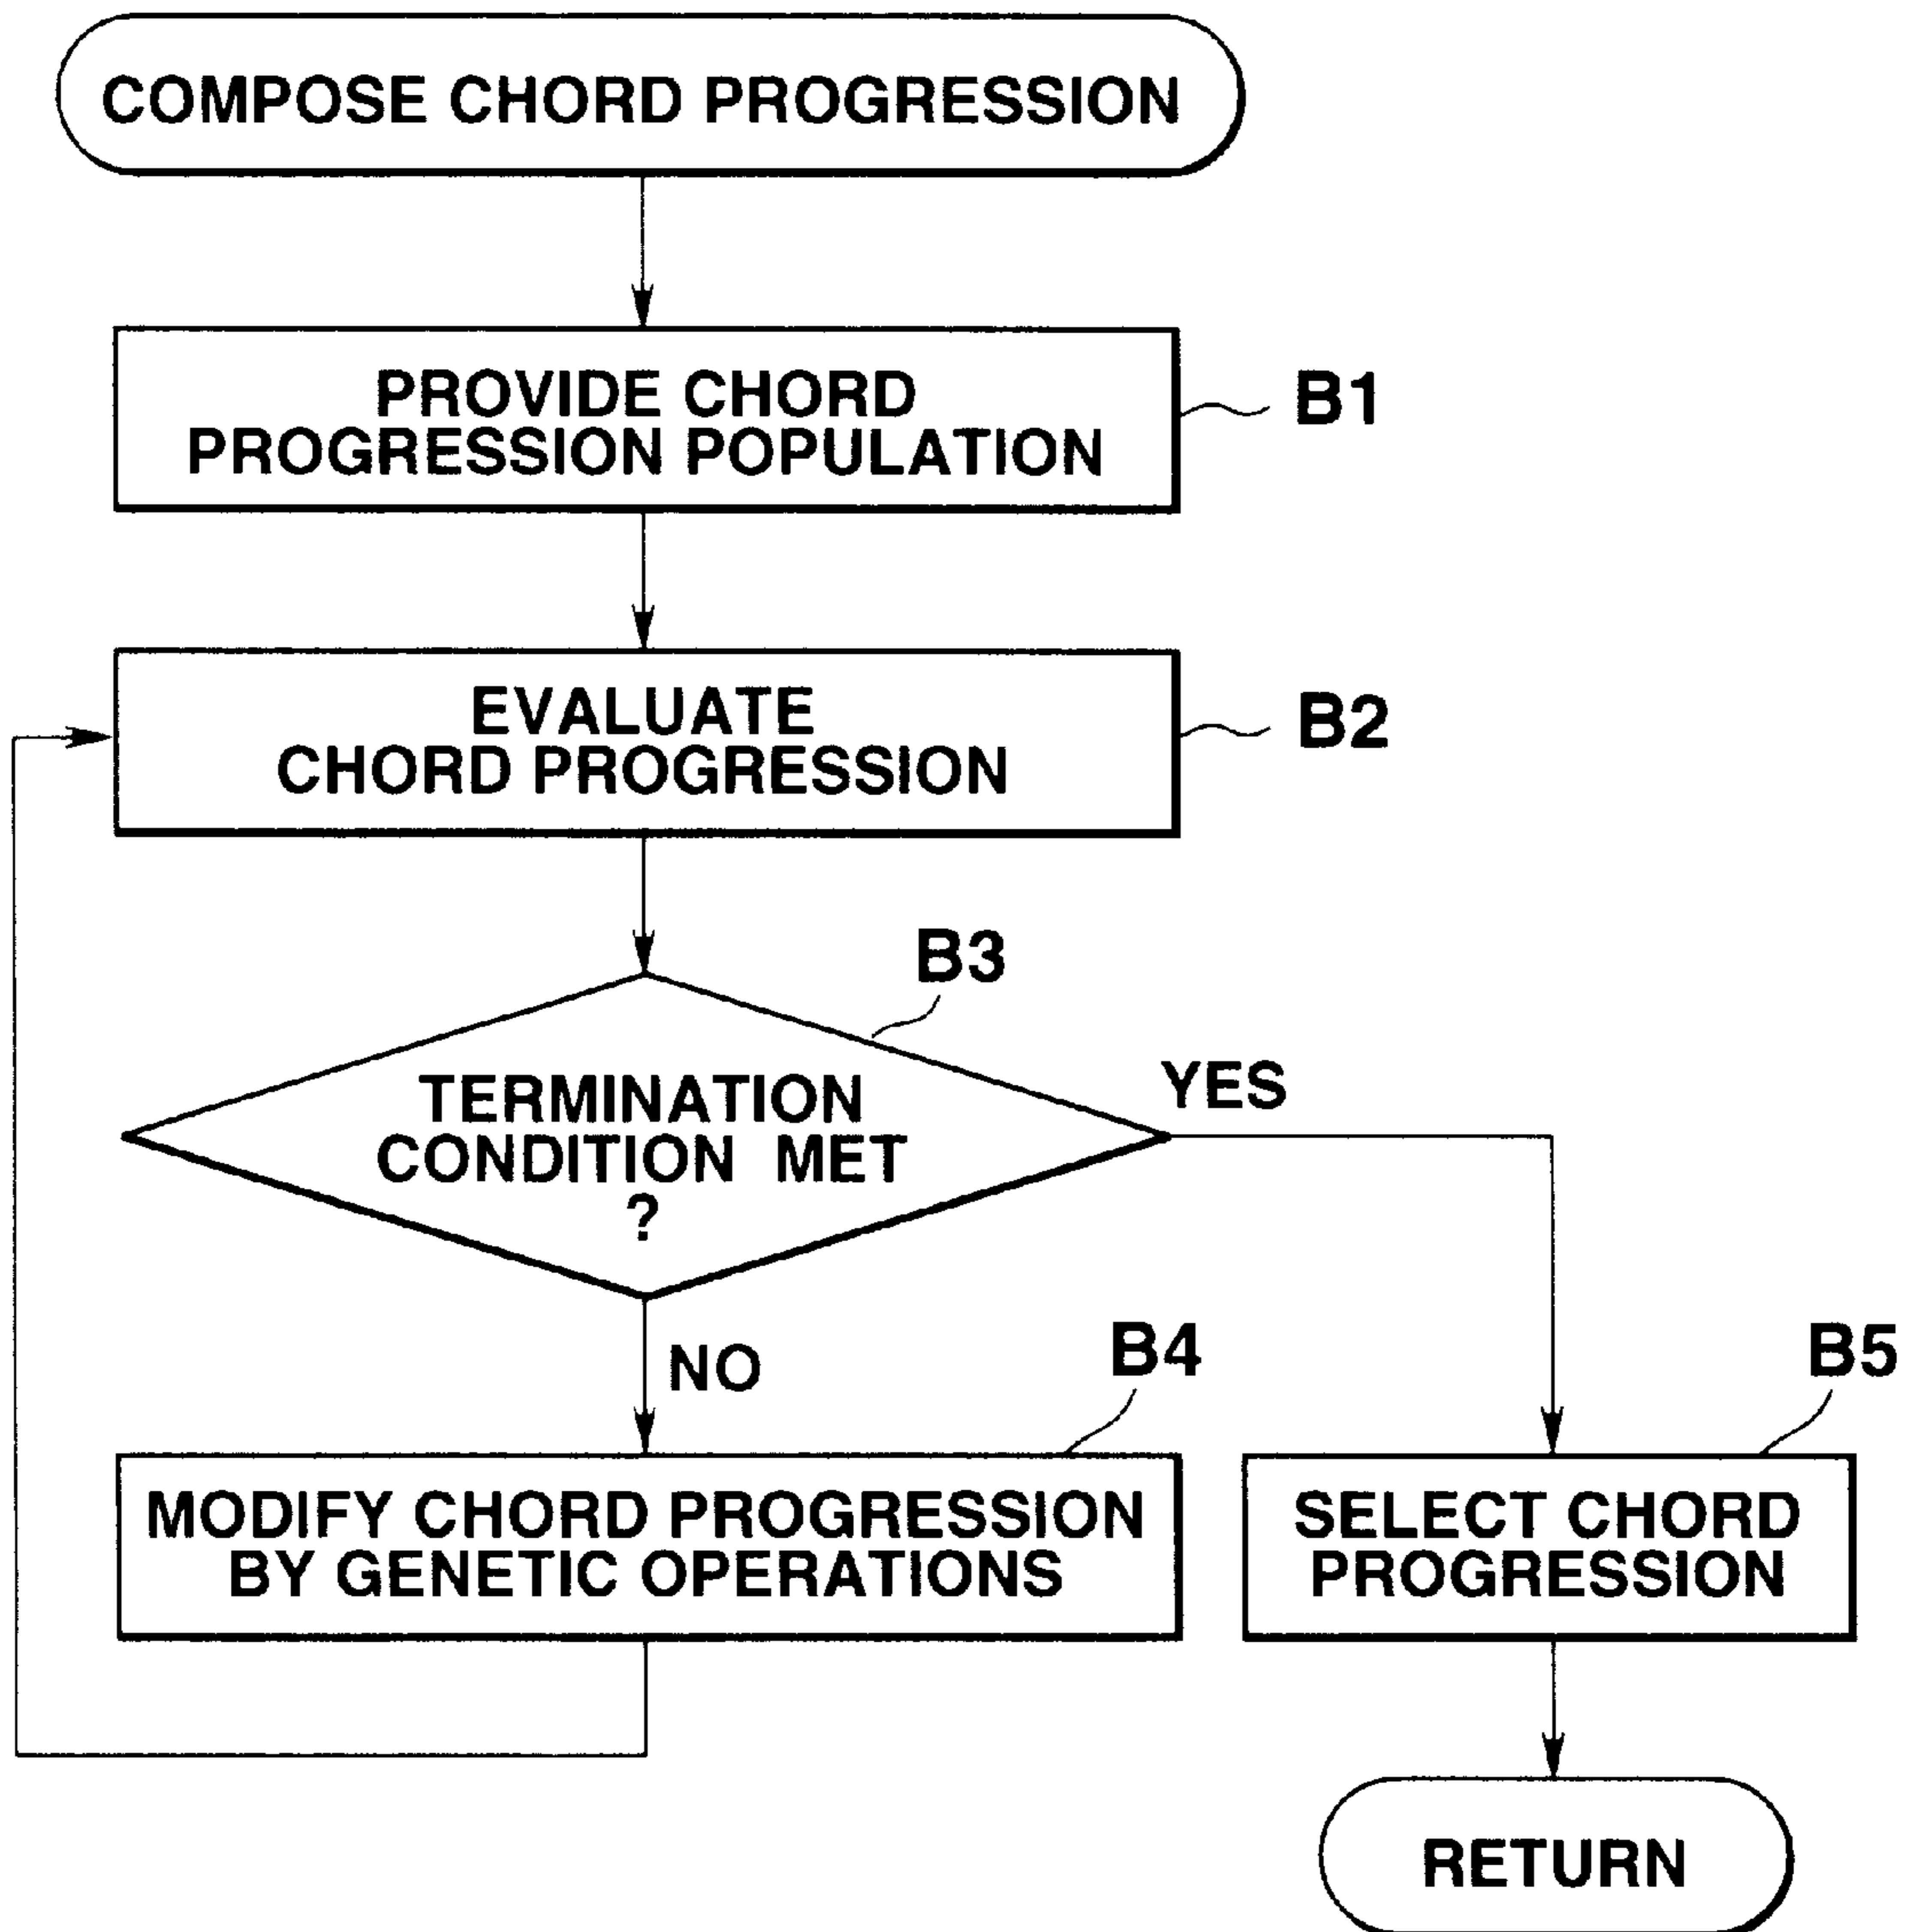 COMPOSE CHORD PROGRESSION
PROVIDE CHORD
PROGRESSION POPULATION
B1
EVALUATE
CHORD PROGRESSION
B2
B3
TERMINATION
CONDITION MET
?
YES
NO
B4
B5
MODIFY CHORD PROGRESSION
BY GENETIC OPERATIONS
SELECT CHORD
PROGRESSION
RETURN